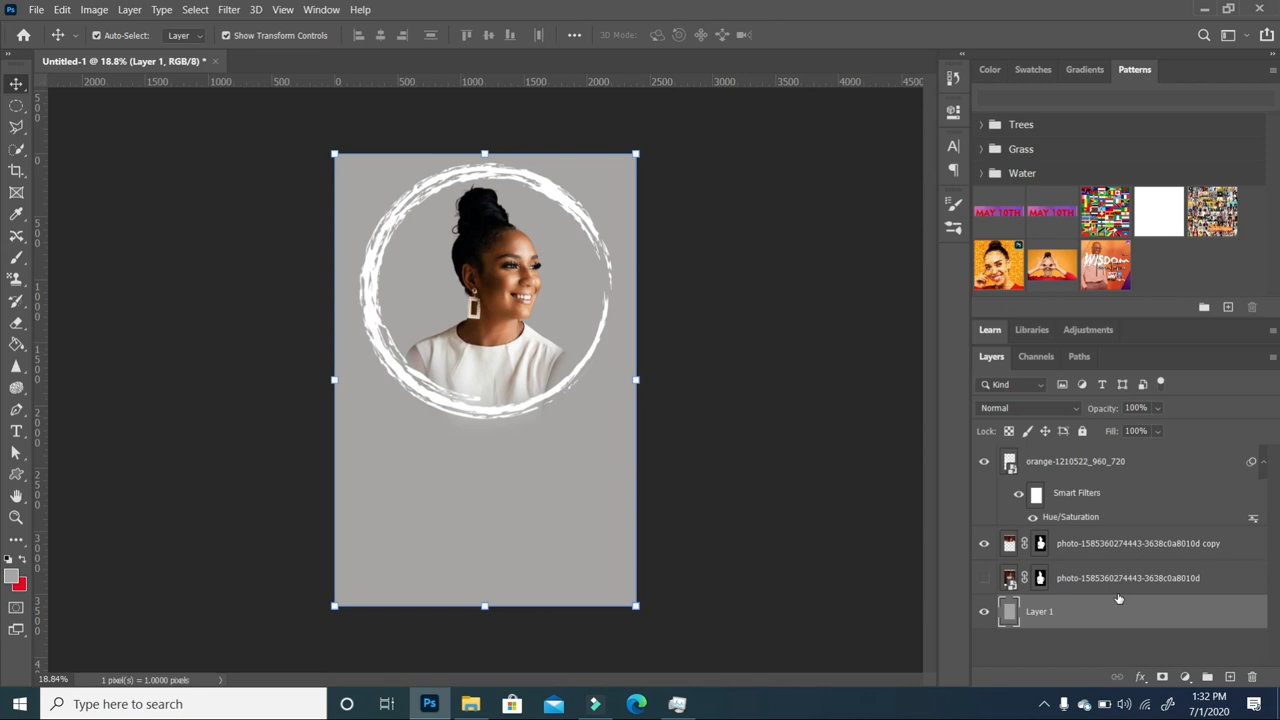 Ps File Edit Image Layer Type Select Filter 3D View Window Help
Auto-Select: Layer Show Transform Controls 3D Mode:
Untitled-1 @ 18.8% (Layer 1, RGB/8) *
2000 1500 1000 500 0 500 1000 1500 2000 2500 3000 3500 4000 4500
Color Swatches Gradients Patterns
Trees
Grass
Water
MAY 10TH MAY 10TH
WISDOM
Learn Libraries Adjustments
Layers Channels Paths
Kind
Normal Opacity: 100%
Lock: Fill: 100%
orange-1210522_960_720
Smart Filters
Hue/Saturation
photo-1585360274443-3638c0a8010d copy
photo-1585360274443-3638c0a8010d
Layer 1
18.84% 1 pixel(s) = 1.0000 pixels
Type here to search
Ps
1:32 PM
7/1/2020